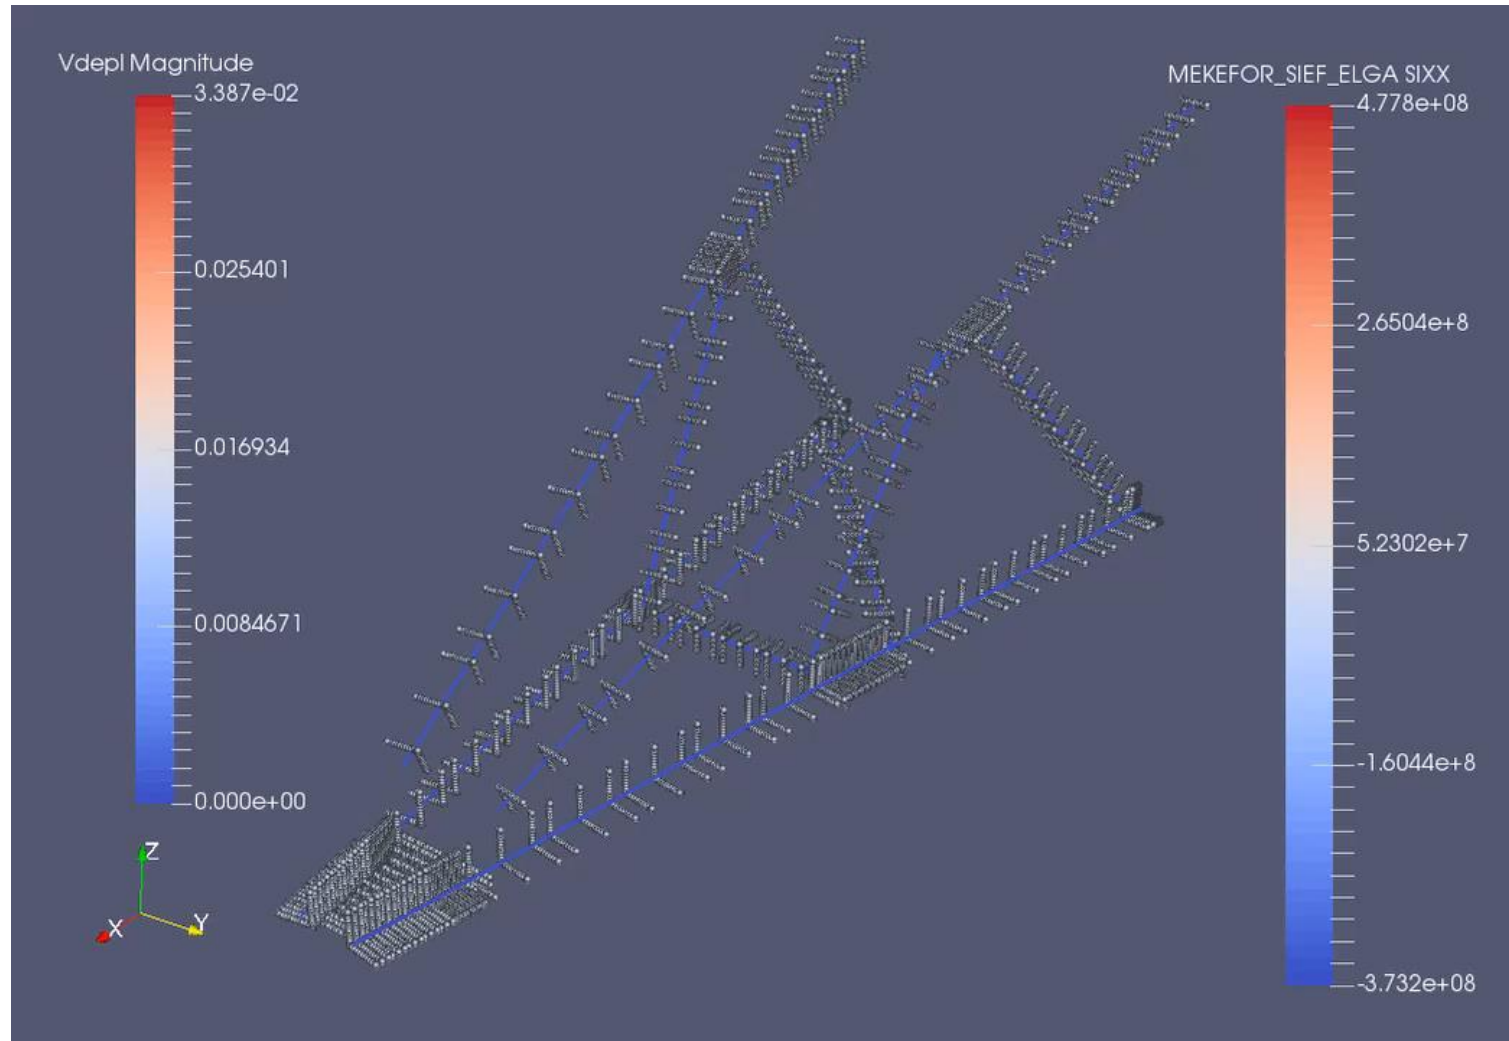 Vdepl Magnitude
3.387e-02
0.025401
0.016934
0.0084671
0.000e+00
MEKEFOR_SIEF_ELGA SIXX
4.778e+08
2.6504e+8
5.2302e+7
-1.6044e+8
-3.732e+08
Z
X
Y